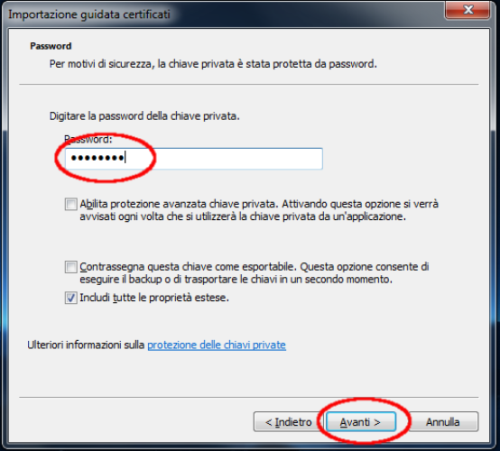 Importazione guidata certificati
Password
Per motivi di sicurezza, la chiave privata è stata protetta da password.
Digitare la password della chiave privata.
Password:
••••••••
Abilita protezione avanzata chiave privata. Attivando questa opzione si verrà
avvisati ogni volta che si utilizzerà la chiave privata da un'applicazione.
Contrassegna questa chiave come esportabile. Questa opzione consente di
eseguire il backup o di trasportare le chiavi in un secondo momento.
Includi tutte le proprietà estese.
Ulteriori informazioni sulla protezione delle chiavi private
< Indietro Avanti > Annulla